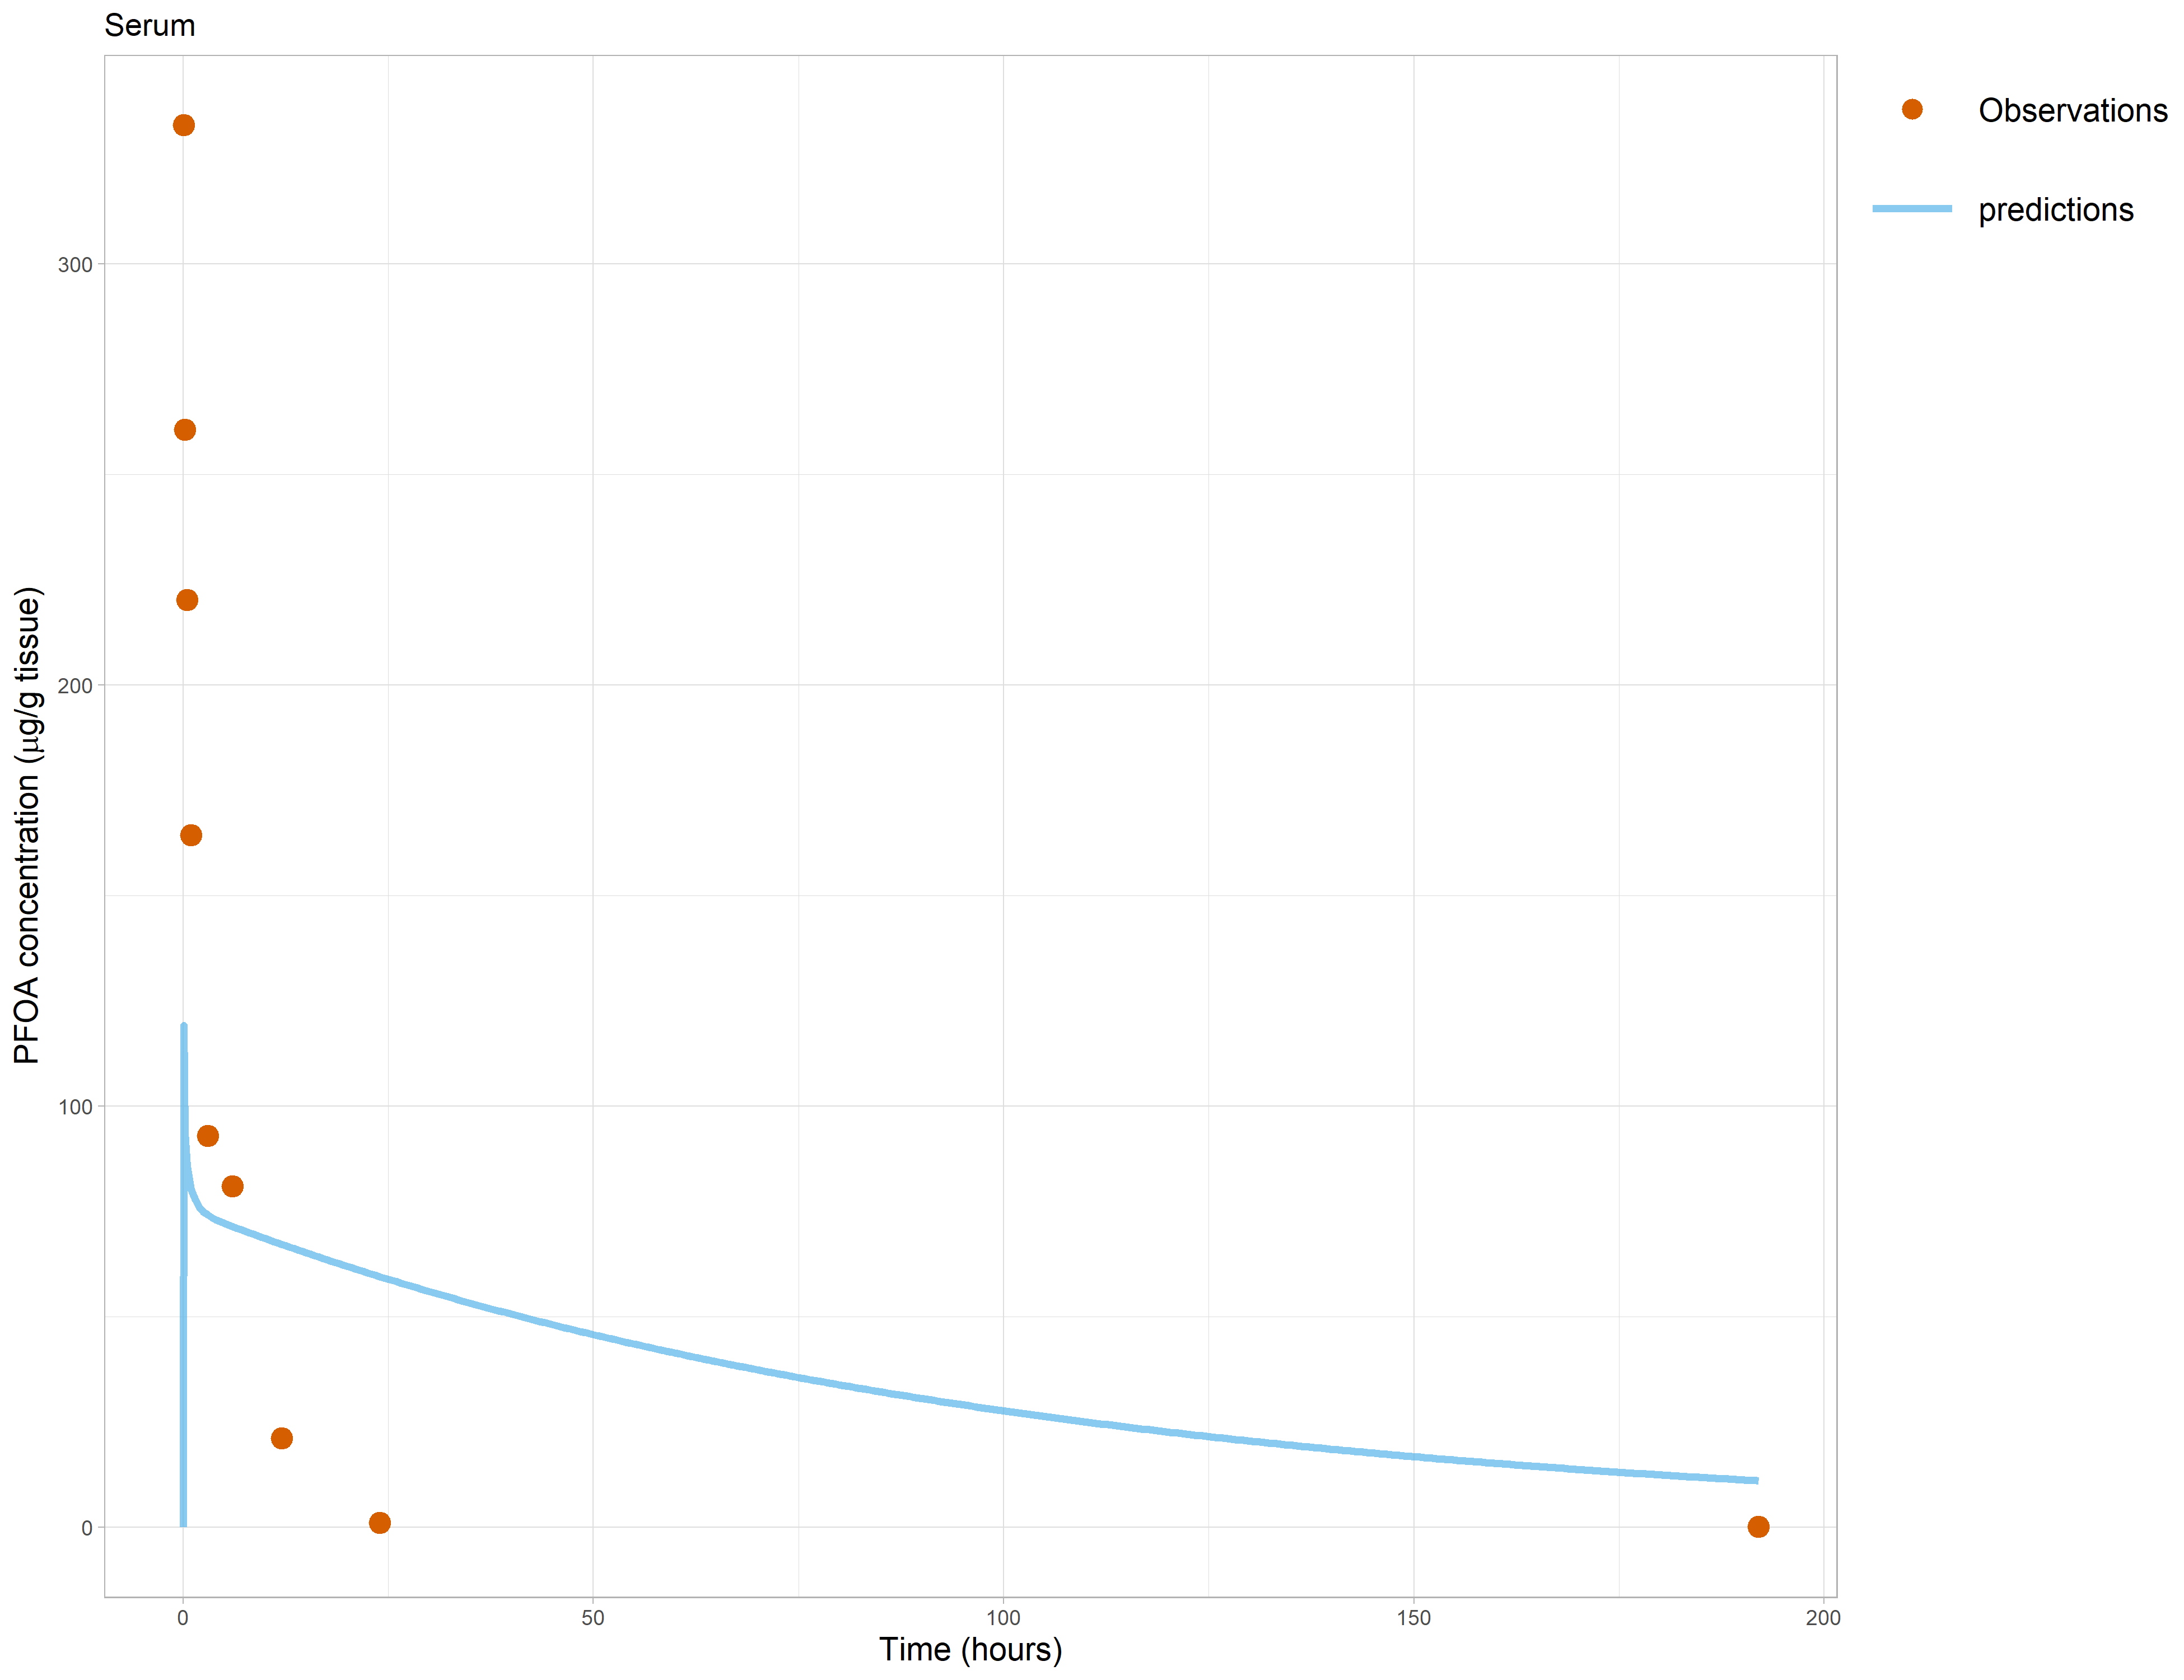 Serum
Observations
predictions
PFOA concentration (μg/g tissue)
300
200
100
0
0 50 100 150 200
Time (hours)